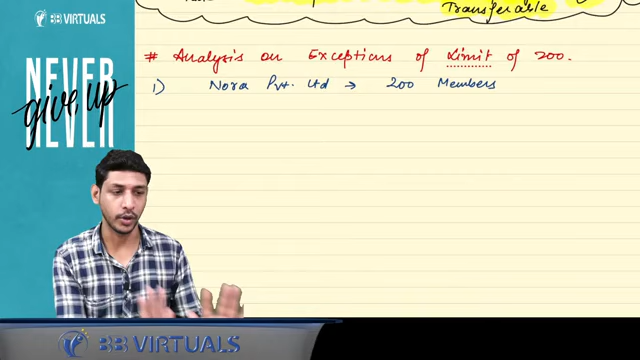 BB VIRTUALS
Transferable
# Analysis on Exceptions of Limit of 200.
NEVER
give up
NEVER
1) Nora Pvt. Ltd → 200 Members
BB VIRTUALS